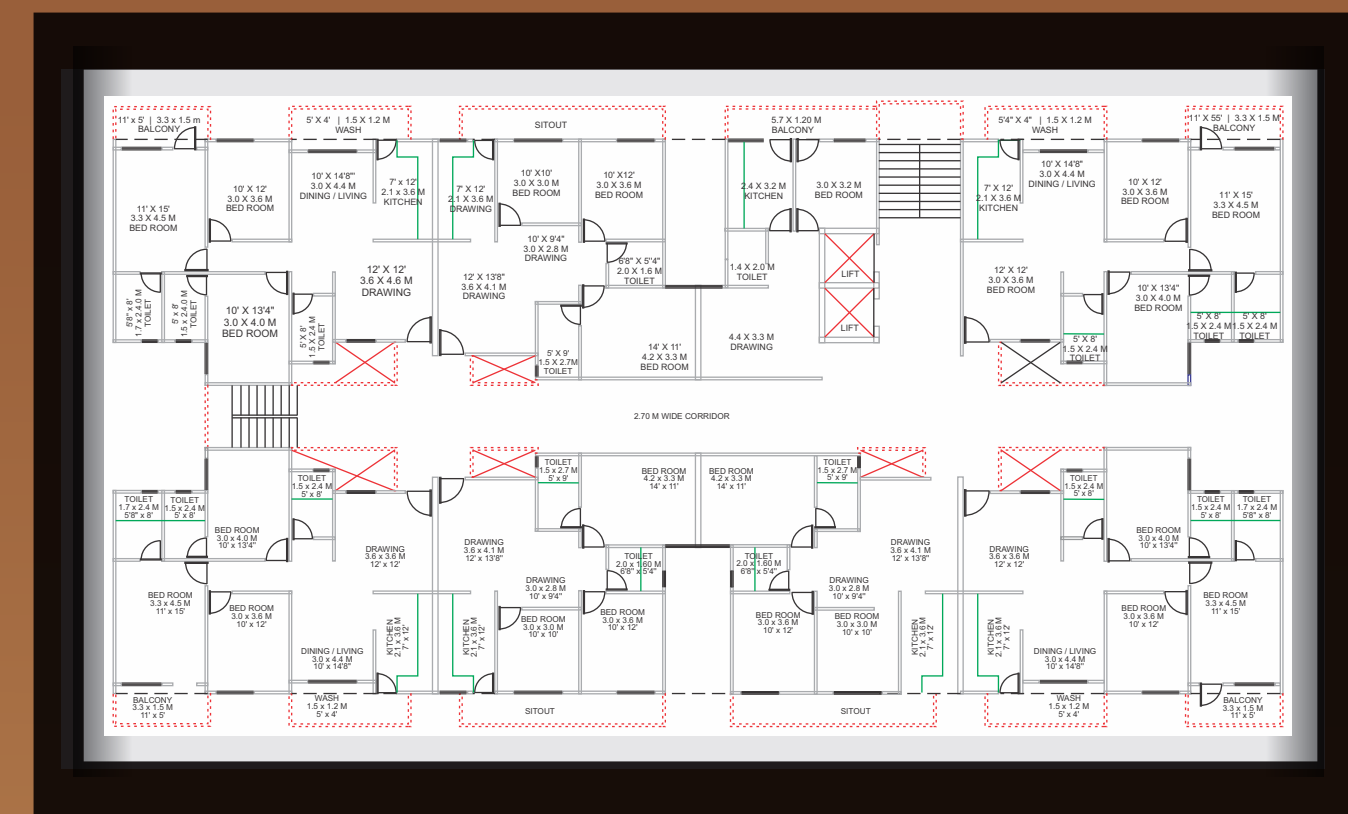 11' x 5' | 3.3 x 1.5 m
BALCONY
5' X 4' | 1.5 X 1.2 M
WASH
SITOUT
5.7 X 1.20 M
BALCONY
5'4" X 4" | 1.5 X 1.2 M
WASH
11' X 55' | 3.3 X 1.5 M
BALCONY
11' X 15'
3.3 X 4.5 M
BED ROOM
10' X 12'
3.0 X 3.6 M
BED ROOM
10' X 14'8"'
3.0 X 4.4 M
DINING / LIVING
7' x 12'
2.1 x 3.6 M
KITCHEN
7' X 12'
2.1 X 3.6 M
DRAWING
10' X10'
3.0 X 3.0 M
BED ROOM
10' X12'
3.0 X 3.6 M
BED ROOM
2.4 X 3.2 M
KITCHEN
3.0 X 3.2 M
BED ROOM
7' X 12'
2.1 X 3.6 M
KITCHEN
10' X 14'8"
3.0 X 4.4 M
DINING / LIVING
10' X 12'
3.0 X 3.6 M
BED ROOM
11' X 15'
3.3 X 4.5 M
BED ROOM
10' X 9'4"
3.0 X 2.8 M
DRAWING
6'8" X 5"4"
2.0 X 1.6 M
TOILET
1.4 X 2.0 M
TOILET
LIFT
LIFT
12' X 12'
3.6 X 4.6 M
DRAWING
12' X 13'8"
3.6 X 4.1 M
DRAWING
12' X 12'
3.0 X 3.6 M
BED ROOM
10' X 13'4"
3.0 X 4.0 M
BED ROOM
5'8" x 8'
1.7 x 2.4.0 M
TOILET
5' x 8'
1.5 x 2.4.0 M
TOILET
10' X 13'4"
3.0 X 4.0 M
BED ROOM
5' X 8'
1.5 X 2.4 M
TOILET
5' X 9'
1.5 X 2.7M
TOILET
14' X 11'
4.2 X 3.3 M
BED ROOM
4.4 X 3.3 M
DRAWING
5' X 8'
1.5 X 2.4 M
TOILET
5' X 8'
1.5 X 2.4 M
TOILET
5' X 8'
1.5 X 2.4 M
TOILET
2.70 M WIDE CORRIDOR
TOILET
1.7 x 2.4 M
5'8" x 8'
TOILET
1.5 x 2.4 M
5' x 8'
TOILET
1.5 x 2.4 M
5' x 8'
TOILET
1.5 x 2.7 M
5' x 9'
BED ROOM
4.2 x 3.3 M
14' x 11'
BED ROOM
4.2 x 3.3 M
14' x 11'
TOILET
1.5 x 2.7 M
5' x 9'
TOILET
1.5 x 2.4 M
5' x 8'
TOILET
1.5 x 2.4 M
5' x 8'
TOILET
1.7 x 2.4 M
5'8" x 8'
BED ROOM
3.0 x 4.0 M
10' x 13'4"
DRAWING
3.6 x 3.6 M
12' x 12'
DRAWING
3.6 x 4.1 M
12' x 13'8"
TOILET
2.0 x 1.60 M
6'8" x 5'4"
TOILET
2.0 x 1.60 M
6'8" x 5'4"
DRAWING
3.6 x 4.1 M
12' x 13'8"
DRAWING
3.6 x 3.6 M
12' x 12'
BED ROOM
3.0 x 4.0 M
10' x 13'4"
BED ROOM
3.3 x 4.5 M
11' x 15'
BED ROOM
3.0 x 3.6 M
10' x 12'
DRAWING
3.0 x 2.8 M
10' x 9'4"
DRAWING
3.0 x 2.8 M
10' x 9'4"
BED ROOM
3.0 x 3.6 M
10' x 12'
BED ROOM
3.3 x 4.5 M
11' x 15'
DINING / LIVING
3.0 x 4.4 M
10' x 14'8"
KITCHEN
2.1 x 3.6 M
7' x 12'
KITCHEN
2.1 x 3.6 M
7' x 12'
BED ROOM
3.0 x 3.0 M
10' x 10'
BED ROOM
3.0 x 3.6 M
10' x 12'
BED ROOM
3.0 x 3.6 M
10' x 12'
BED ROOM
3.0 x 3.0 M
10' x 10'
KITCHEN
2.1 x 3.6 M
7' x 12'
KITCHEN
2.1 x 3.6 M
7' x 12'
DINING / LIVING
3.0 x 4.4 M
10' x 14'8"
BALCONY
3.3 x 1.5 M
11' x 5'
WASH
1.5 x 1.2 M
5' x 4'
SITOUT
SITOUT
WASH
1.5 x 1.2 M
5' x 4'
BALCONY
3.3 x 1.5 M
11' x 5'